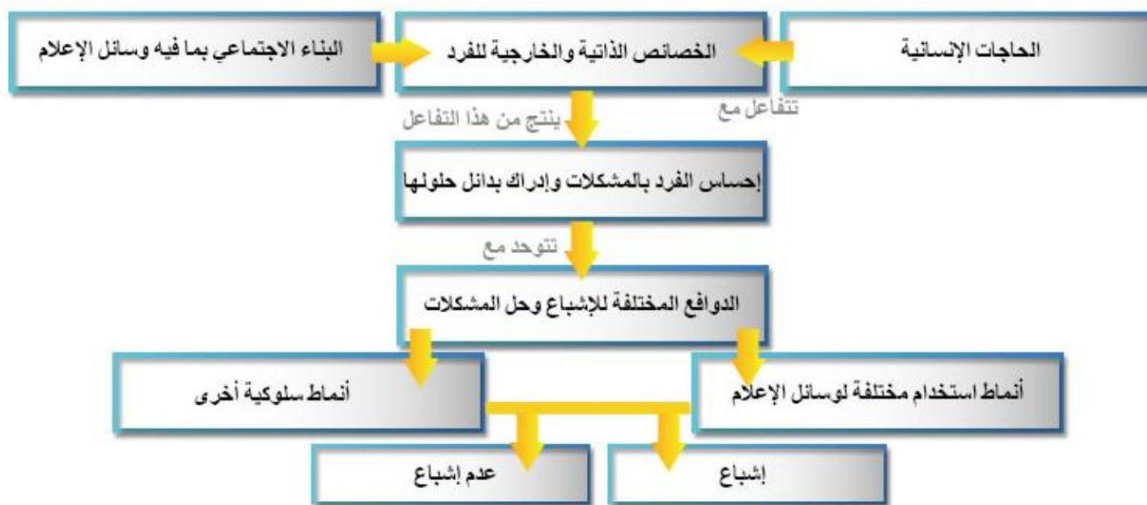 الحاجات الإنسانية
الخصائص الذاتية والخارجية للفرد
البناء الاجتماعي بما فيه وسائل الإعلام
تتفاعل مع
ينتج من هذا التفاعل
إحساس الفرد بالمشكلات وإدراك بدائل حلولها
تتوحد مع
الدوافع المختلفة للإشباع وحل المشكلات
أنماط استخدام مختلفة لوسائل الإعلام
أنماط سلوكية أخرى
إشباع
عدم إشباع